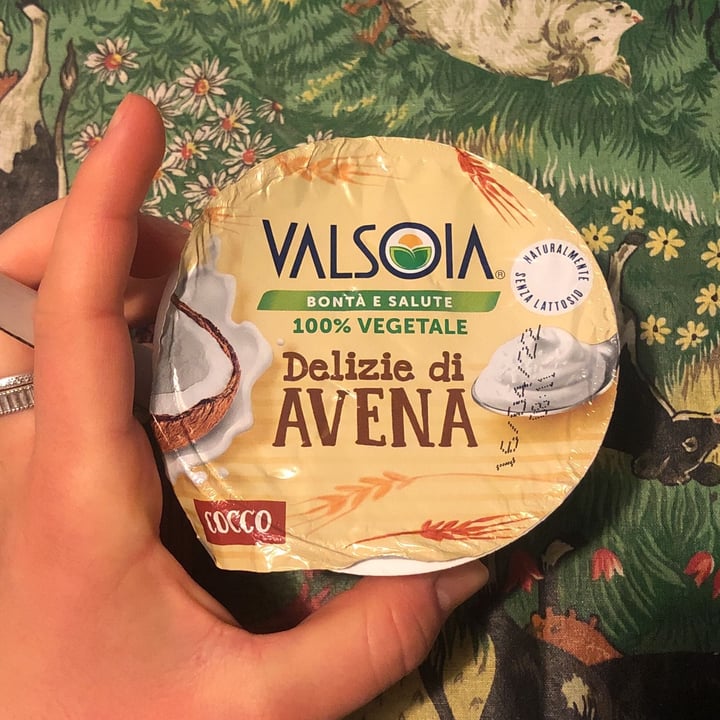 VALSOIA®
BONTÀ E SALUTE
100% VEGETALE
NATURALMENTE
SENZA LATTOSIO
Delizie di
AVENA
COCCO